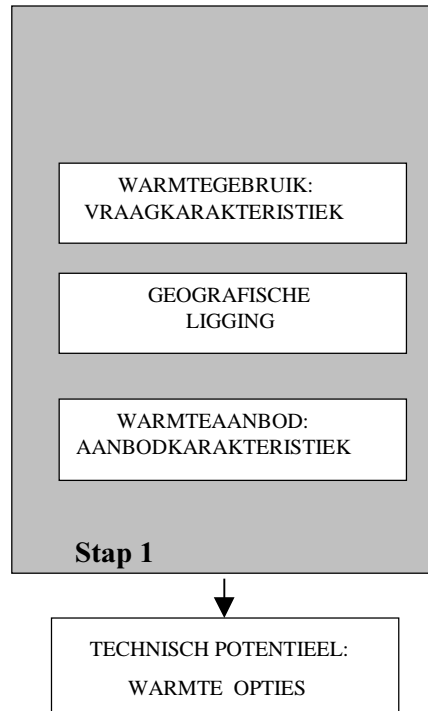 WARMTEGEBRUIK:
VRAAGKARAKTERISTIEK
GEOGRAFISCHE
LIGGING
WARMTEAANBOD:
AANBODKARAKTERISTIEK
Stap 1
TECHNISCH POTENTIEEL:
WARMTE OPTIES